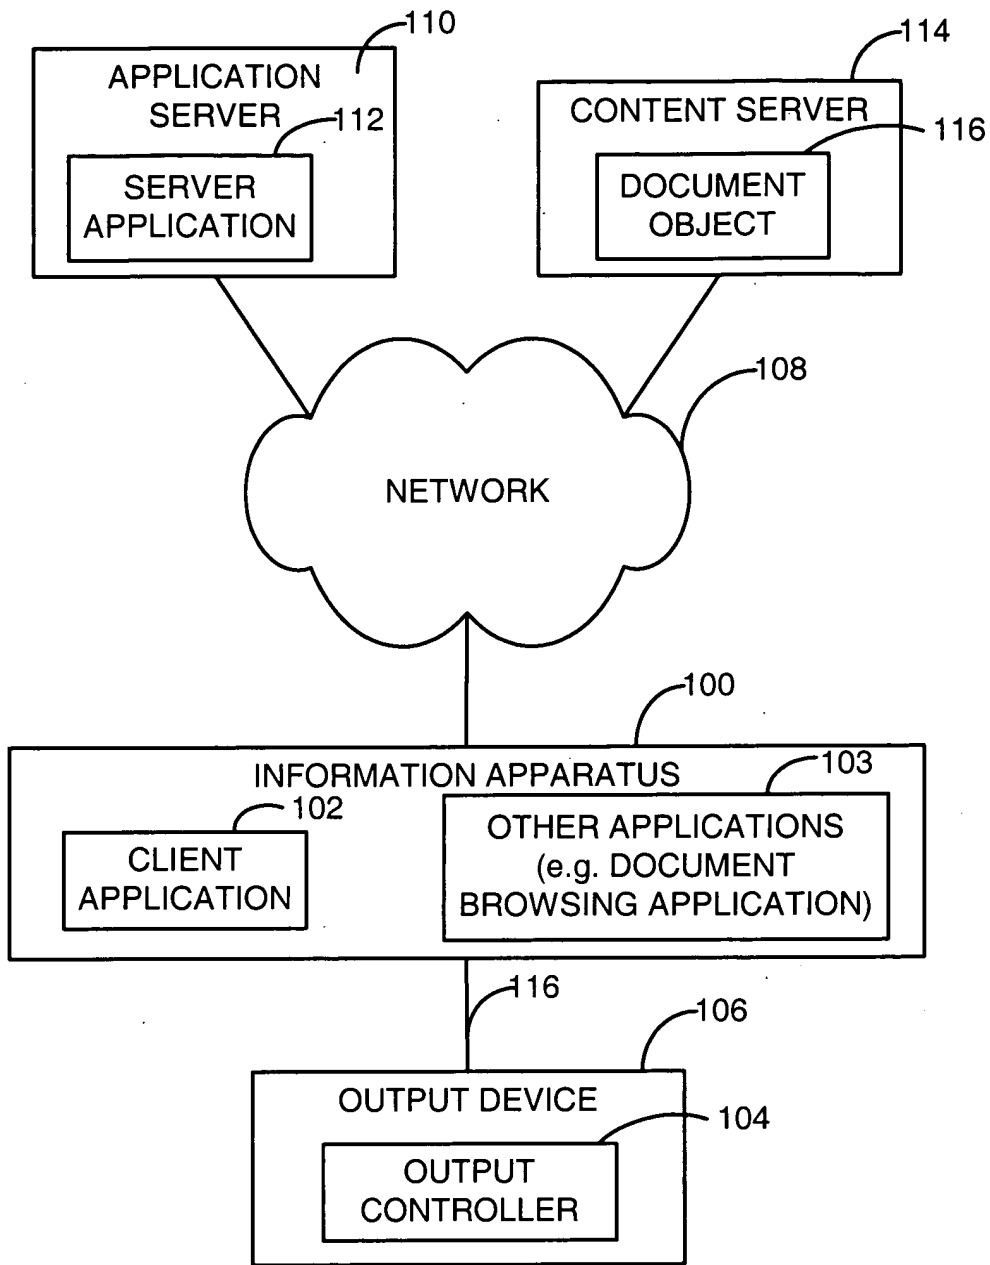 110
APPLICATION
SERVER
112
SERVER
APPLICATION
114
CONTENT SERVER
116
DOCUMENT
OBJECT
108
NETWORK
100
INFORMATION APPARATUS
103
102
CLIENT
APPLICATION
OTHER APPLICATIONS
(e.g. DOCUMENT
BROWSING APPLICATION)
116
106
OUTPUT DEVICE
104
OUTPUT
CONTROLLER